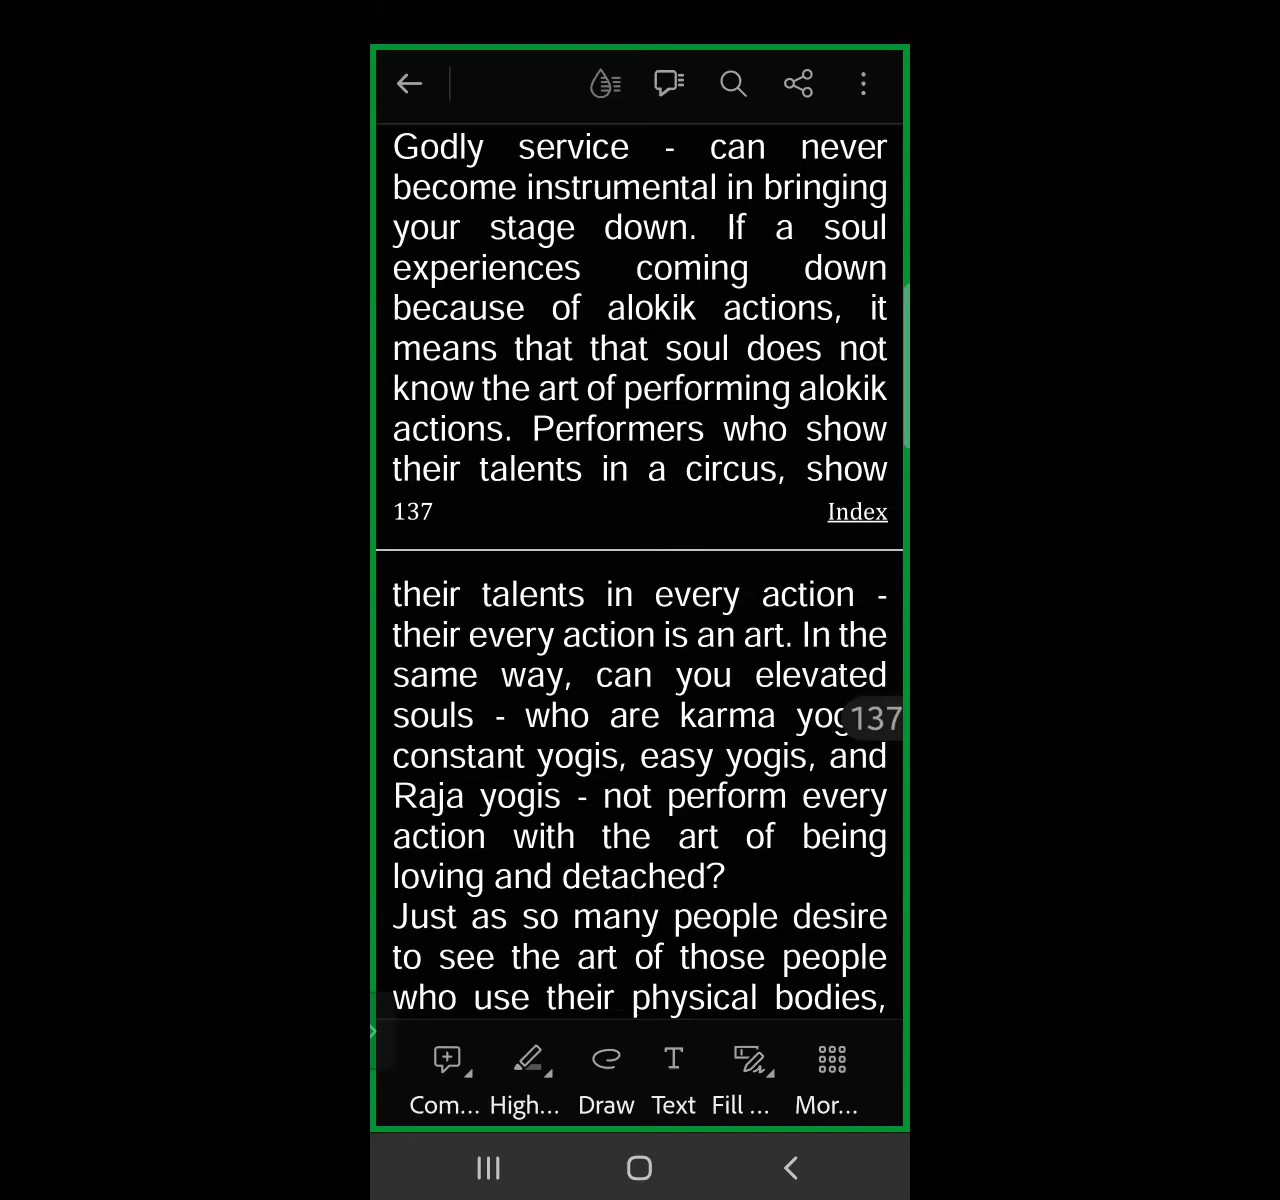 Godly service - can never
become instrumental in bringing
your stage down. If a soul
experiences coming down
because of alokik actions, it
means that that soul does not
know the art of performing alokik
actions. Performers who show
their talents in a circus, show
137 Index
their talents in every action -
their every action is an art. In the
same way, can you elevated
souls - who are karma
137
constant yogis, easy yogis, and
Raja yogis - not perform every
action with the art of being
loving and detached?
Just as so many people desire
to see the art of those people
who use their physical bodies,
Com... High... Draw Text Fill ... Mor...